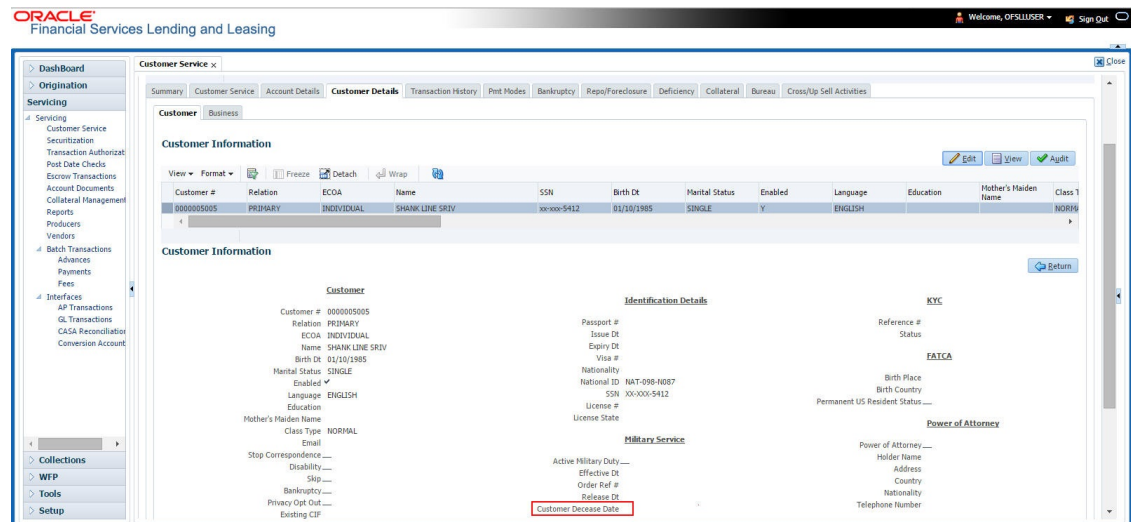 ORACLE
Financial Services Lending and Leasing
Welcome, OFSLLUSER
Sign Out
Close
DashBoard
Origination
Servicing
Servicing
Customer Service
Securitization
Transaction Authorizat
Post Date Checks
Escrow Transactions
Account Documents
Collateral Management
Reports
Producers
Vendors
Batch Transactions
Advances
Payments
Fees
Interfaces
AP Transactions
GL Transactions
CASA Reconciliation
Conversion Account
Collections
WFP
Tools
Setup
Customer Service x
Summary Customer Service Account Details Customer Details Transaction History Pmt Modes Bankruptcy Repo/Foreclosure Deficiency Collateral Bureau Cross/Up Sell Activities
Customer Business
Customer Information
Edit View Audit
View Format Freeze Detach Wrap
Customer # Relation ECOA Name SSN Birth Dt Marital Status Enabled Language Education Mother's Maiden Name Class T
0000005005 PRIMARY INDIVIDUAL SHANK LINE SRIV xx-xxx-5412 01/10/1985 SINGLE Y ENGLISH NORMA
Customer Information
Return
Customer
Customer # 0000005005
Relation PRIMARY
ECOA INDIVIDUAL
Name SHANK LINE SRIV
Birth Dt 01/10/1985
Marital Status SINGLE
Enabled
Language ENGLISH
Education
Mother's Maiden Name
Class Type NORMAL
Email
Stop Correspondence
Disability
Skip
Bankruptcy
Privacy Opt Out
Existing CIF
Identification Details
Passport #
Issue Dt
Expiry Dt
Visa #
Nationality
National ID NAT-098-N087
SSN XX-XXX-5412
License #
License State
Military Service
Active Military Duty
Effective Dt
Order Ref #
Release Dt
Customer Decease Date
KYC
Reference #
Status
FATCA
Birth Place
Birth Country
Permanent US Resident Status
Power of Attorney
Power of Attorney
Holder Name
Address
Country
Nationality
Telephone Number